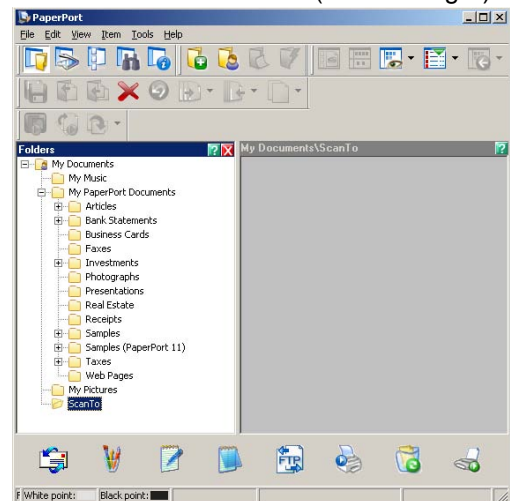 PaperPort
File Edit View Item Tools Help
Folders
My Documents\ScanTo
My Documents
My Music
My PaperPort Documents
Articles
Bank Statements
Business Cards
Faxes
Investments
Photographs
Presentations
Real Estate
Receipts
Samples
Samples (PaperPort 11)
Taxes
Web Pages
My Pictures
ScanTo
FTP
F White point: Black point: